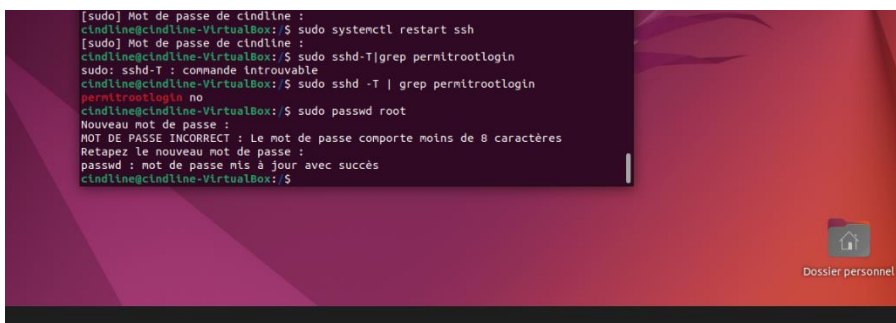 [sudo] Mot de passe de cindline :
cindline@cindline-VirtualBox:/$ sudo systemctl restart ssh
[sudo] Mot de passe de cindline :
cindline@cindline-VirtualBox:/$ sudo sshd-T|grep permitrootlogin
sudo: sshd-T : commande introuvable
cindline@cindline-VirtualBox:/$ sudo sshd -T | grep permitrootlogin
permitrootlogin no
cindline@cindline-VirtualBox:/$ sudo passwd root
Nouveau mot de passe :
MOT DE PASSE INCORRECT : Le mot de passe comporte moins de 8 caractères
Retapez le nouveau mot de passe :
passwd : mot de passe mis à jour avec succès
cindline@cindline-VirtualBox:/$
Dossier personnel